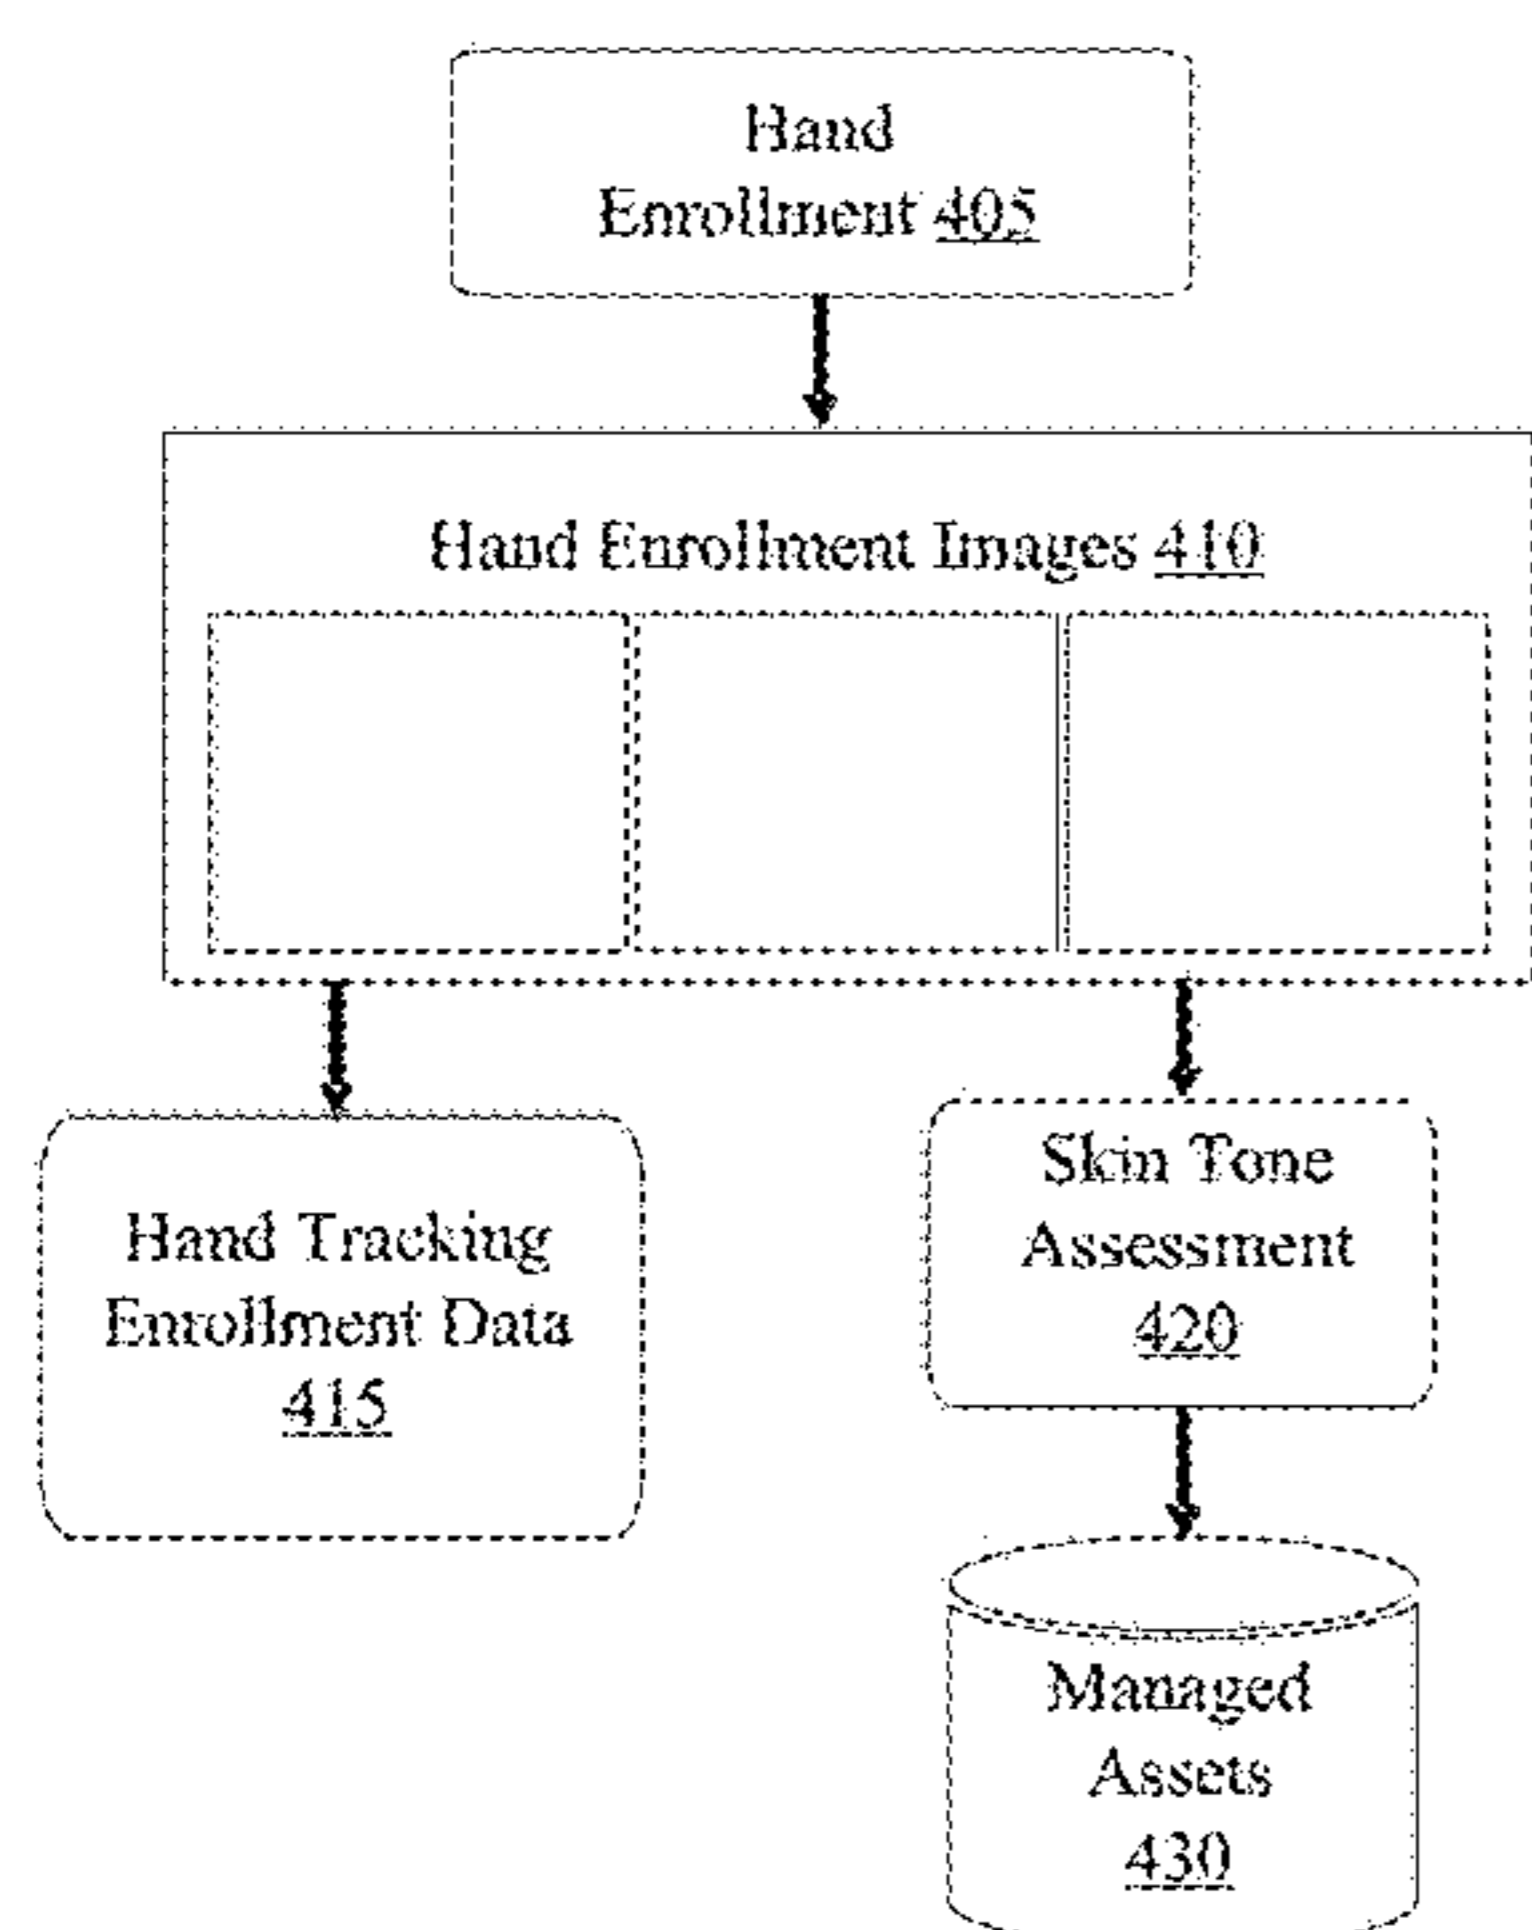 Hand
Enrollment 405
Hand Enrollment Images 410
Hand Tracking
Enrollment Data
415
Skin Tone
Assessment
420
Managed
Assets
430